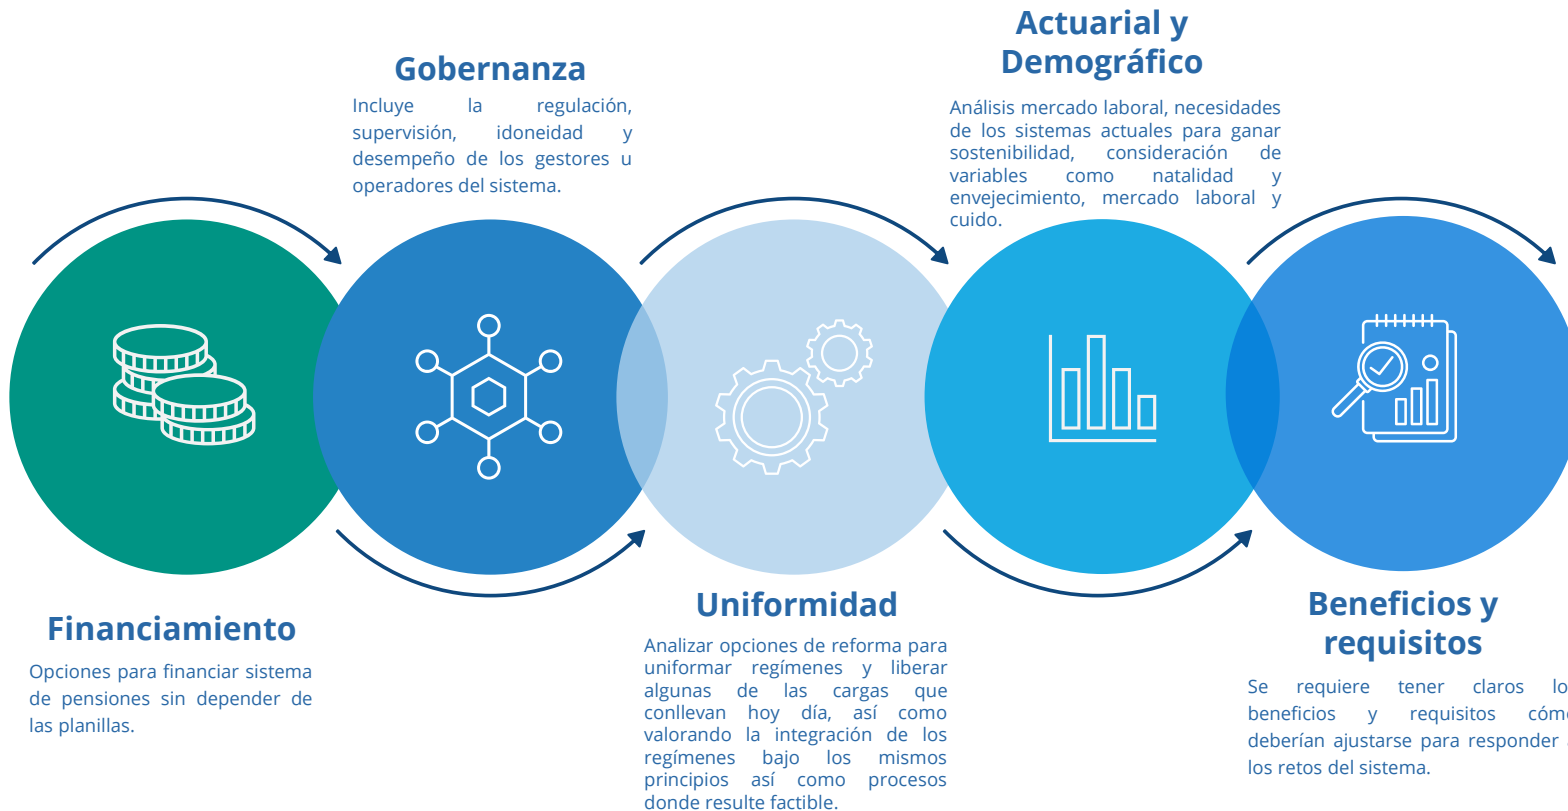 Financiamiento
Opciones para financiar sistema
de pensiones sin depender de
las planillas.
Gobernanza
Incluye la regulación,
supervisión, idoneidad y
desempeño de los gestores u
operadores del sistema.
Uniformidad
Analizar opciones de reforma para
uniformar regímenes y liberar
algunas de las cargas que
conllevan hoy día, así como
valorando la integración de los
regímenes bajo los mismos
principios así como procesos
donde resulte factible.
Actuarial y
Demográfico
Análisis mercado laboral, necesidades
de los sistemas actuales para ganar
sostenibilidad, consideración de
variables como natalidad y
envejecimiento, mercado laboral y
cuido.
Beneficios y
requisitos
Se requiere tener claros
beneficios y requisitos
deberían ajustarse para responder
los retos del sistema.